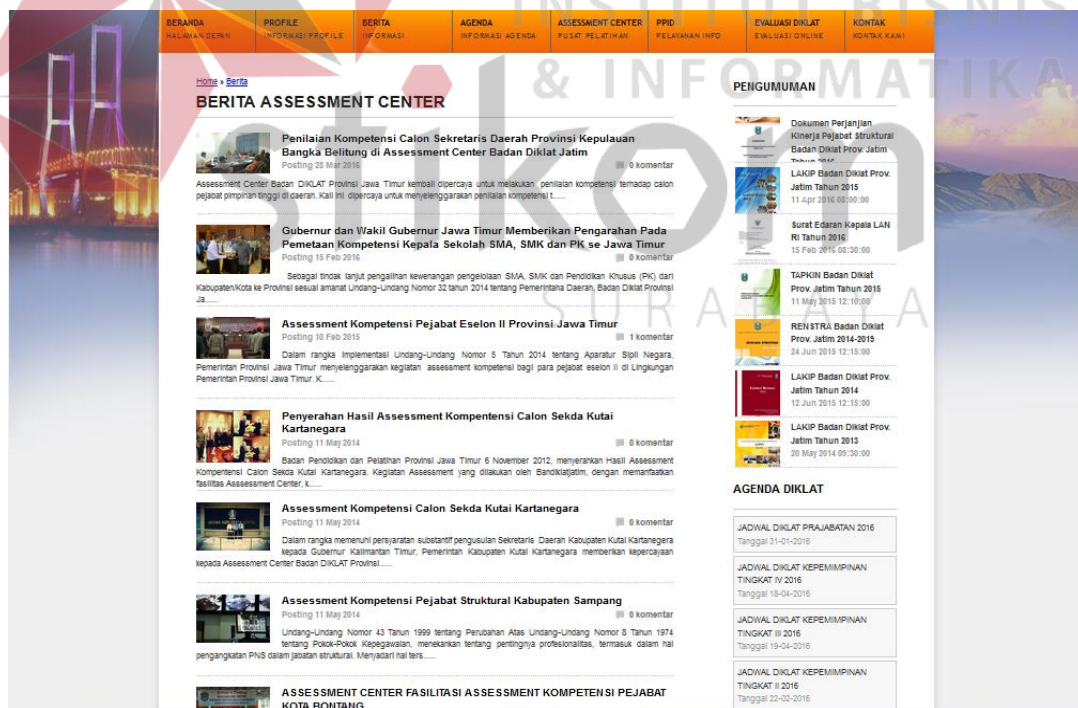 INSTITUT BISNIS
& INFORMATIKA
stikom
SURABAYA
BERANDA
HALAMAN DEPAN
PROFILE
INFORMASI PROFILE
BERITA
INFORMASI
AGENDA
INFORMASI AGENDA
ASSESSMENT CENTER
PUSAT PELATIHAN
PPID
PELAYANAN INFO
EVALUASI DIKLAT
EVALUASI ONLINE
KONTAK
KONTAK KAMI
Home » Berita
BERITA ASSESSMENT CENTER
Penilaian Kompetensi Calon Sekretaris Daerah Provinsi Kepulauan
Bangka Belitung di Assessment Center Badan Diklat Jatim
Posting 28 Mar 2016
0 komentar
Assessment Center Badan DIKLAT Provinsi Jawa Timur kembali dipercaya untuk melakukan penilaian kompetensi terhadap calon
pejabat pimpinan tinggi di daerah. Kali ini dipercaya untuk menyelenggarakan penilaian kompetensi t......
Gubernur dan Wakil Gubernur Jawa Timur Memberikan Pengarahan Pada
Pemetaan Kompetensi Kepala Sekolah SMA, SMK dan PK se Jawa Timur
Posting 15 Feb 2016
0 komentar
Sebagai tindak lanjut pengalihan kewenangan pengelolaan SMA, SMK dan Pendidikan Khusus (PK) dari
Kabupaten/Kota ke Provinsi sesuai amanat Undang-Undang Nomor 32 tahun 2014 tentang Pemerintaha Daerah, Badan Diklat Provinsi
Ja......
Assessment Kompetensi Pejabat Eselon II Provinsi Jawa Timur
Posting 10 Feb 2015
1 komentar
Dalam rangka implementasi Undang-Undang Nomor 5 Tahun 2014 tentang Aparatur Sipil Negara,
Pemerintah Provinsi Jawa Timur menyelenggarakan kegiatan assessment kompetensi bagi para pejabat eselon II di Lingkungan
Pemerintah Provinsi Jawa Timur. K......
Penyerahan Hasil Assessment Kompentensi Calon Sekda Kutai
Kartanegara
Posting 11 May 2014
0 komentar
Badan Pendidikan dan Pelatihan Provinsi Jawa Timur 6 November 2012, menyerahkan Hasil Assessment
Kompentensi Calon Sekda Kutai Kartanegara. Kegiatan Assessment yang dilakukan oleh Bandiklatjatim, dengan memanfaatkan
fasilitas Asssessment Center, k......
Assessment Kompetensi Calon Sekda Kutai Kartanegara
Posting 11 May 2014
0 komentar
Dalam rangka memenuhi persyaratan substantif pengusulan Sekretaris Daerah Kabupaten Kutai Kartanegera
kepada Gubernur Kalimantan Timur, Pemerintah Kabupaten Kutai Kartanegara memberikan kepercayaan
kepada Assessment Center Badan DIKLAT Provinsi......
Assessment Kompetensi Pejabat Struktural Kabupaten Sampang
Posting 11 May 2014
0 komentar
Undang-Undang Nomor 43 Tahun 1999 tentang Perubahan Atas Undang-Undang Nomor 8 Tahun 1974
tentang Pokok-Pokok Kepegawaian, menekankan tentang pentingnya profesionalitas, termasuk dalam hal
pengangkatan PNS dalam jabatan struktural. Menyadari hal ters......
ASSESSMENT CENTER FASILITASI ASSESSMENT KOMPETENSI PEJABAT
KOTA BONTANG
PENGUMUMAN
Dokumen Perjanjian
Kinerja Pejabat Struktural
Badan Diklat Prov. Jatim
Tahun 2016
LAKIP Badan Diklat Prov.
Jatim Tahun 2015
11 Apr 2016 08:00:00
Surat Edaran Kepala LAN
RI Tahun 2016
15 Feb 2016 08:30:00
TAPKIN Badan Diklat
Prov. Jatim Tahun 2015
11 May 2015 12:10:00
RENSTRA Badan Diklat
Prov. Jatim 2014-2019
24 Jun 2015 12:15:00
LAKIP Badan Diklat Prov.
Jatim Tahun 2014
12 Jun 2015 12:15:00
LAKIP Badan Diklat Prov.
Jatim Tahun 2013
20 May 2014 09:30:00
AGENDA DIKLAT
JADWAL DIKLAT PRAJABATAN 2016
Tanggal 31-01-2016
JADWAL DIKLAT KEPEMIMPINAN
TINGKAT IV 2016
Tanggal 18-04-2016
JADWAL DIKLAT KEPEMIMPINAN
TINGKAT III 2016
Tanggal 19-04-2016
JADWAL DIKLAT KEPEMIMPINAN
TINGKAT II 2016
Tanggal 22-02-2016